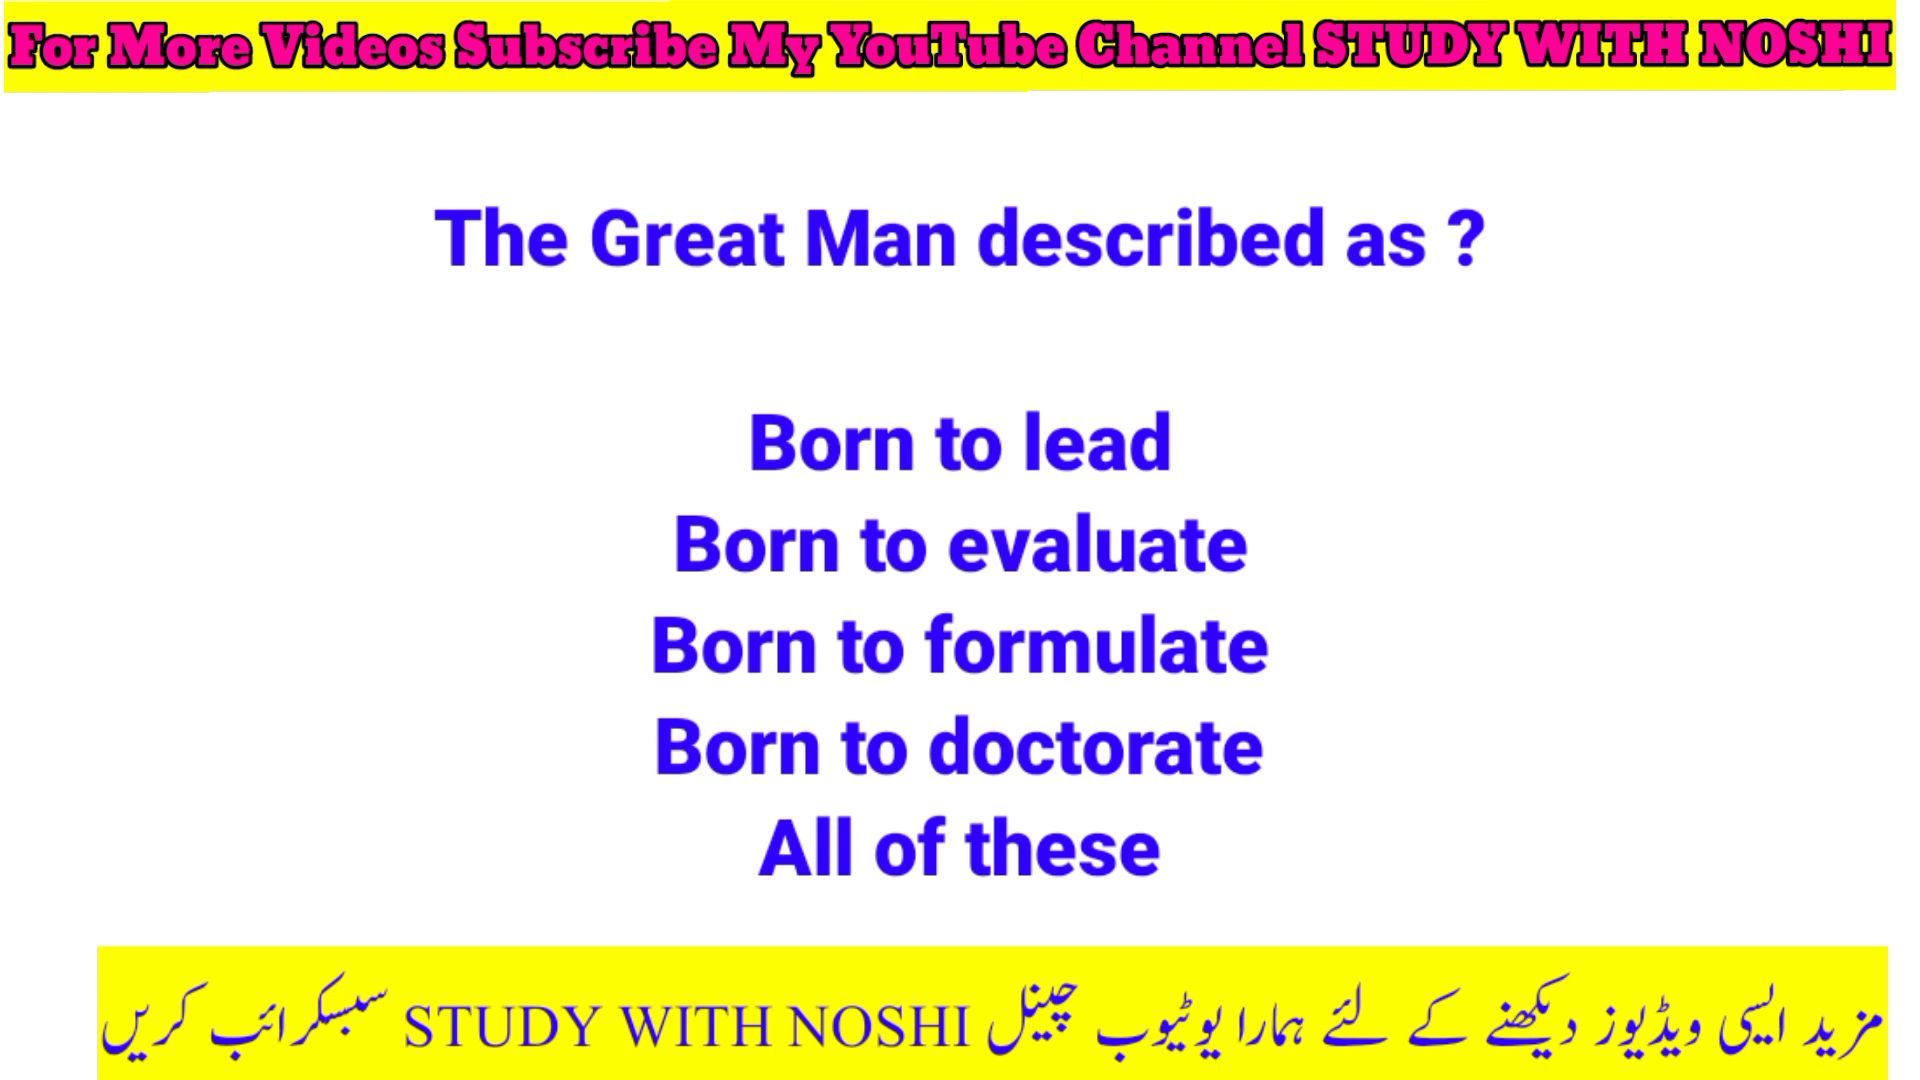 For More Videos Subscribe My YouTube Channel STUDY WITH NOSHI
The Great Man described as ?
Born to lead
Born to evaluate
Born to formulate
Born to doctorate
All of these
مزید ایسی ویڈیوز دیکھنے کے لئے ہمارا یوٹیوب چینل STUDY WITH NOSHI سبسکرائب کریں